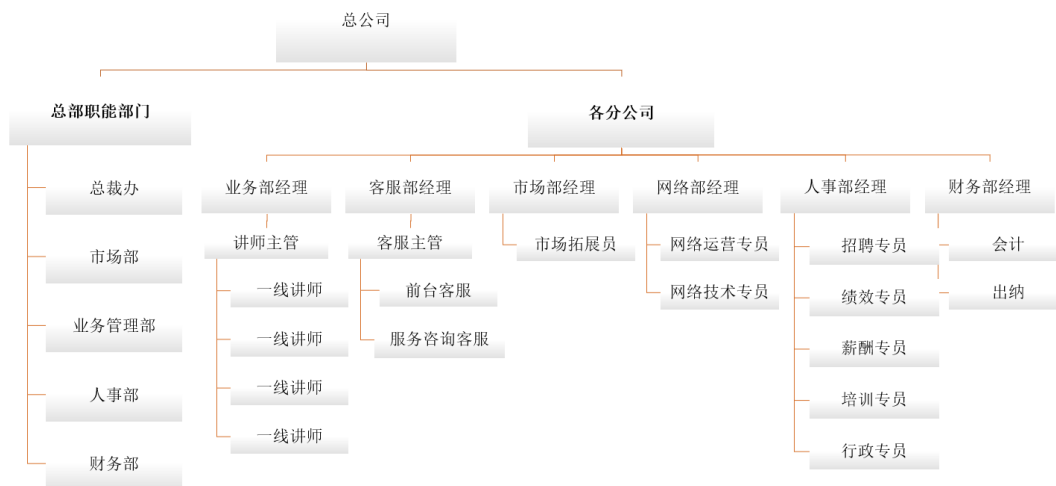 总公司
总部职能部门
各分公司
总裁办
市场部
业务管理部
人事部
财务部
业务部经理
讲师主管
一线讲师
一线讲师
一线讲师
一线讲师
客服部经理
客服主管
前台客服
服务咨询客服
市场部经理
市场拓展员
网络部经理
网络运营专员
网络技术专员
人事部经理
招聘专员
绩效专员
薪酬专员
培训专员
行政专员
财务部经理
会计
出纳